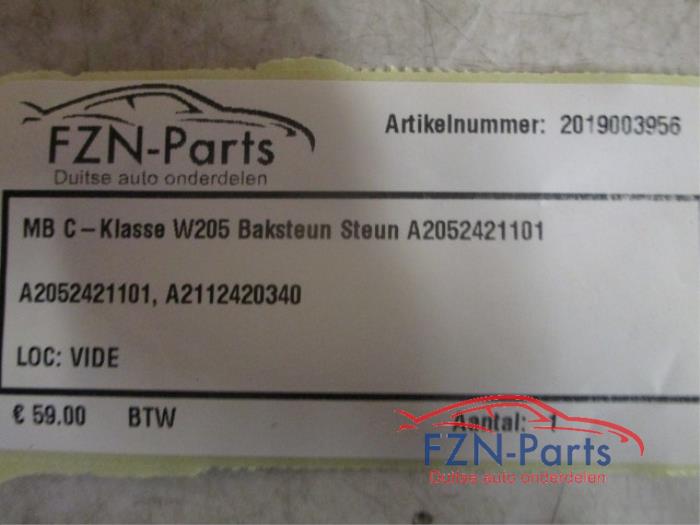 FZN-Parts
Duitse auto onderdelen
Artikelnummer: 2019003956
MB C-Klasse W205 Baksteun Steun A2052421101
A2052421101, A2112420340
LOC: VIDE
€ 59.00 BTW Aantal: 1
FZN-Parts
Duitse auto onderdelen